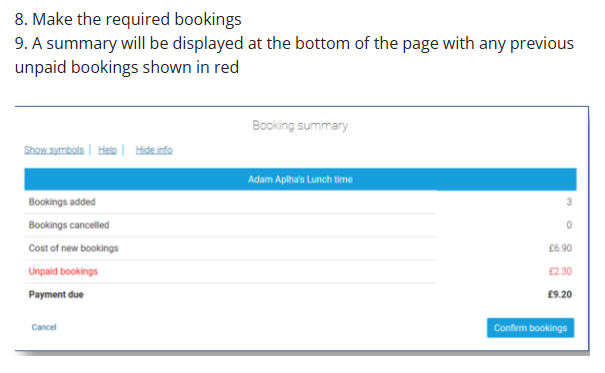 8. Make the required bookings
9. A summary will be displayed at the bottom of the page with any previous
unpaid bookings shown in red
Booking summary
Show symbols | Help | Hide info
Adam Aplha's Lunch time
Bookings added 3
Bookings cancelled 0
Cost of new bookings £6.90
Unpaid bookings £2.30
Payment due £9.20
Cancel Confirm bookings